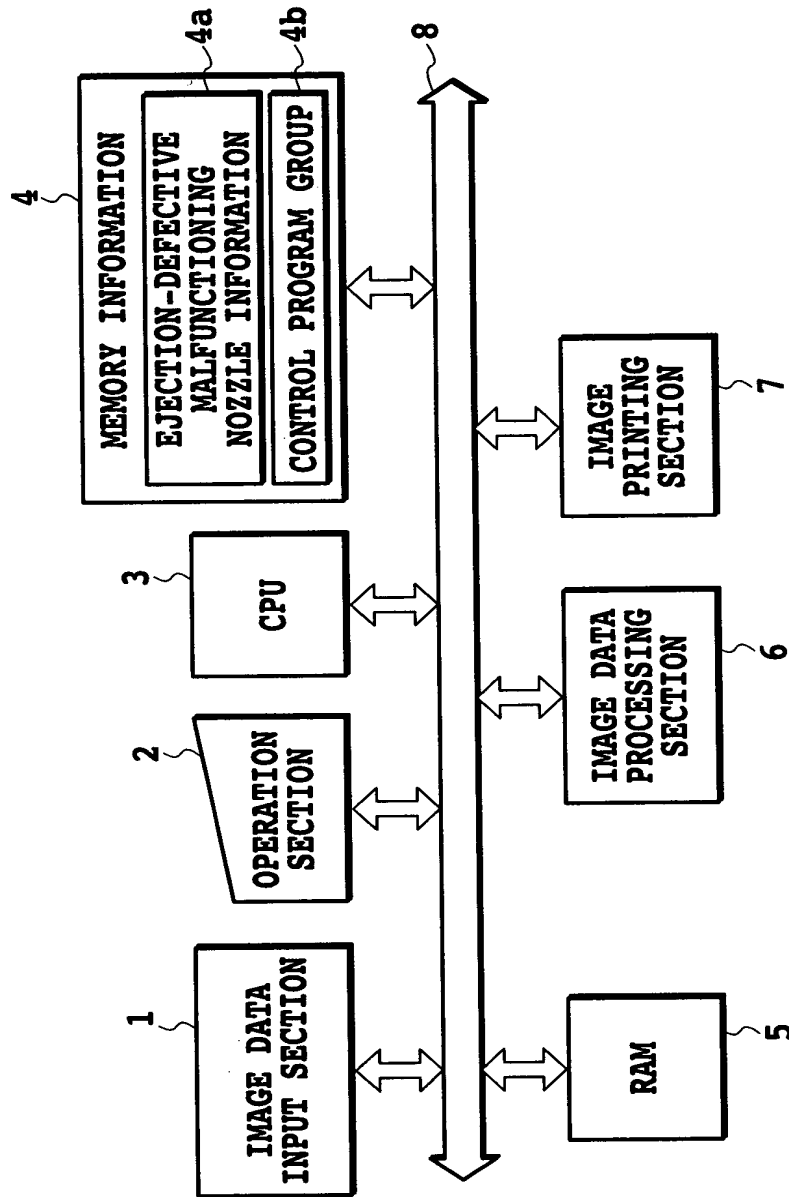 1
IMAGE DATA
INPUT SECTION
2
OPERATION
SECTION
3
CPU
4
MEMORY INFORMATION
4a
EJECTION-DEFECTIVE
MALFUNCTIONING
NOZZLE INFORMATION
4b
CONTROL PROGRAM GROUP
8
RAM
5
IMAGE DATA
PROCESSING
SECTION
6
IMAGE
PRINTING
SECTION
7